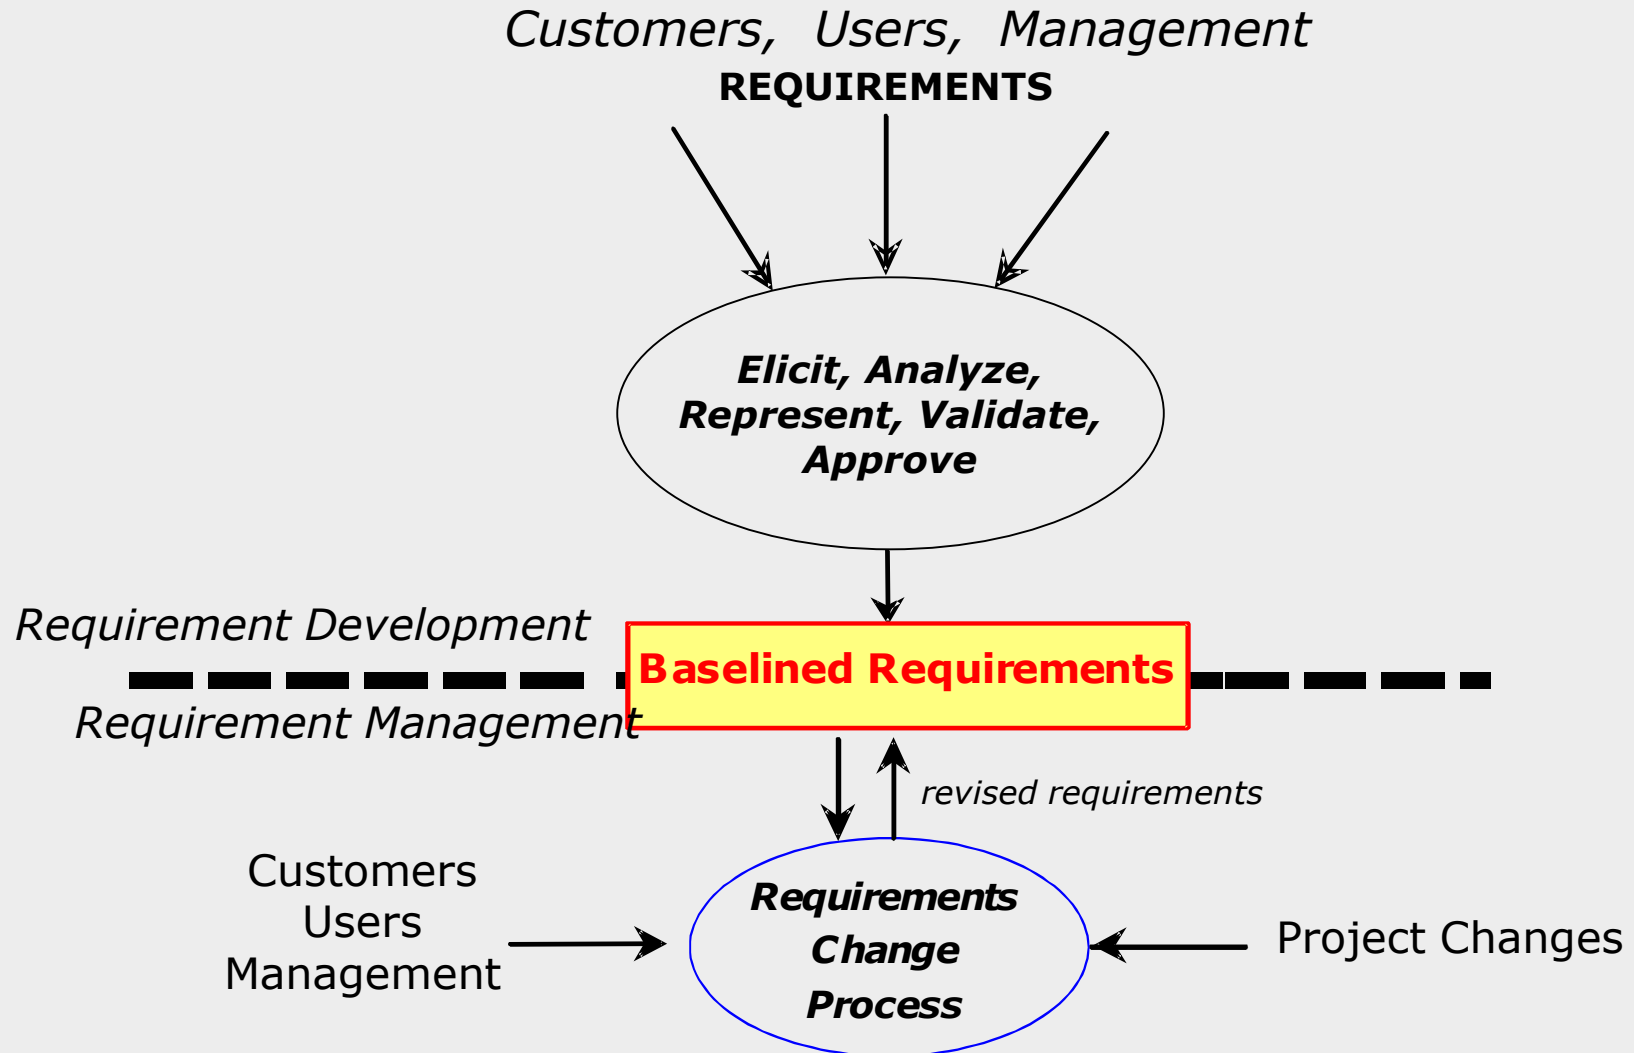 Customers, Users, Management
REQUIREMENTS
Elicit, Analyze,
Represent, Validate,
Approve
Requirement Development
Baselined Requirements
Requirement Management
revised requirements
Customers
Users
Management
Requirements
Change
Process
Project Changes